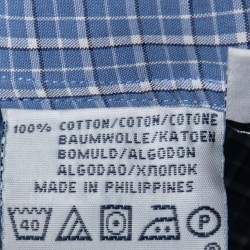 100% COTTON/COTON/COTONE
BAUMWOLLE/KATOEN
BOMULD/ALGODON
ALGODAO/ХЛОПОК
MADE IN PHILIPPINES
40
P